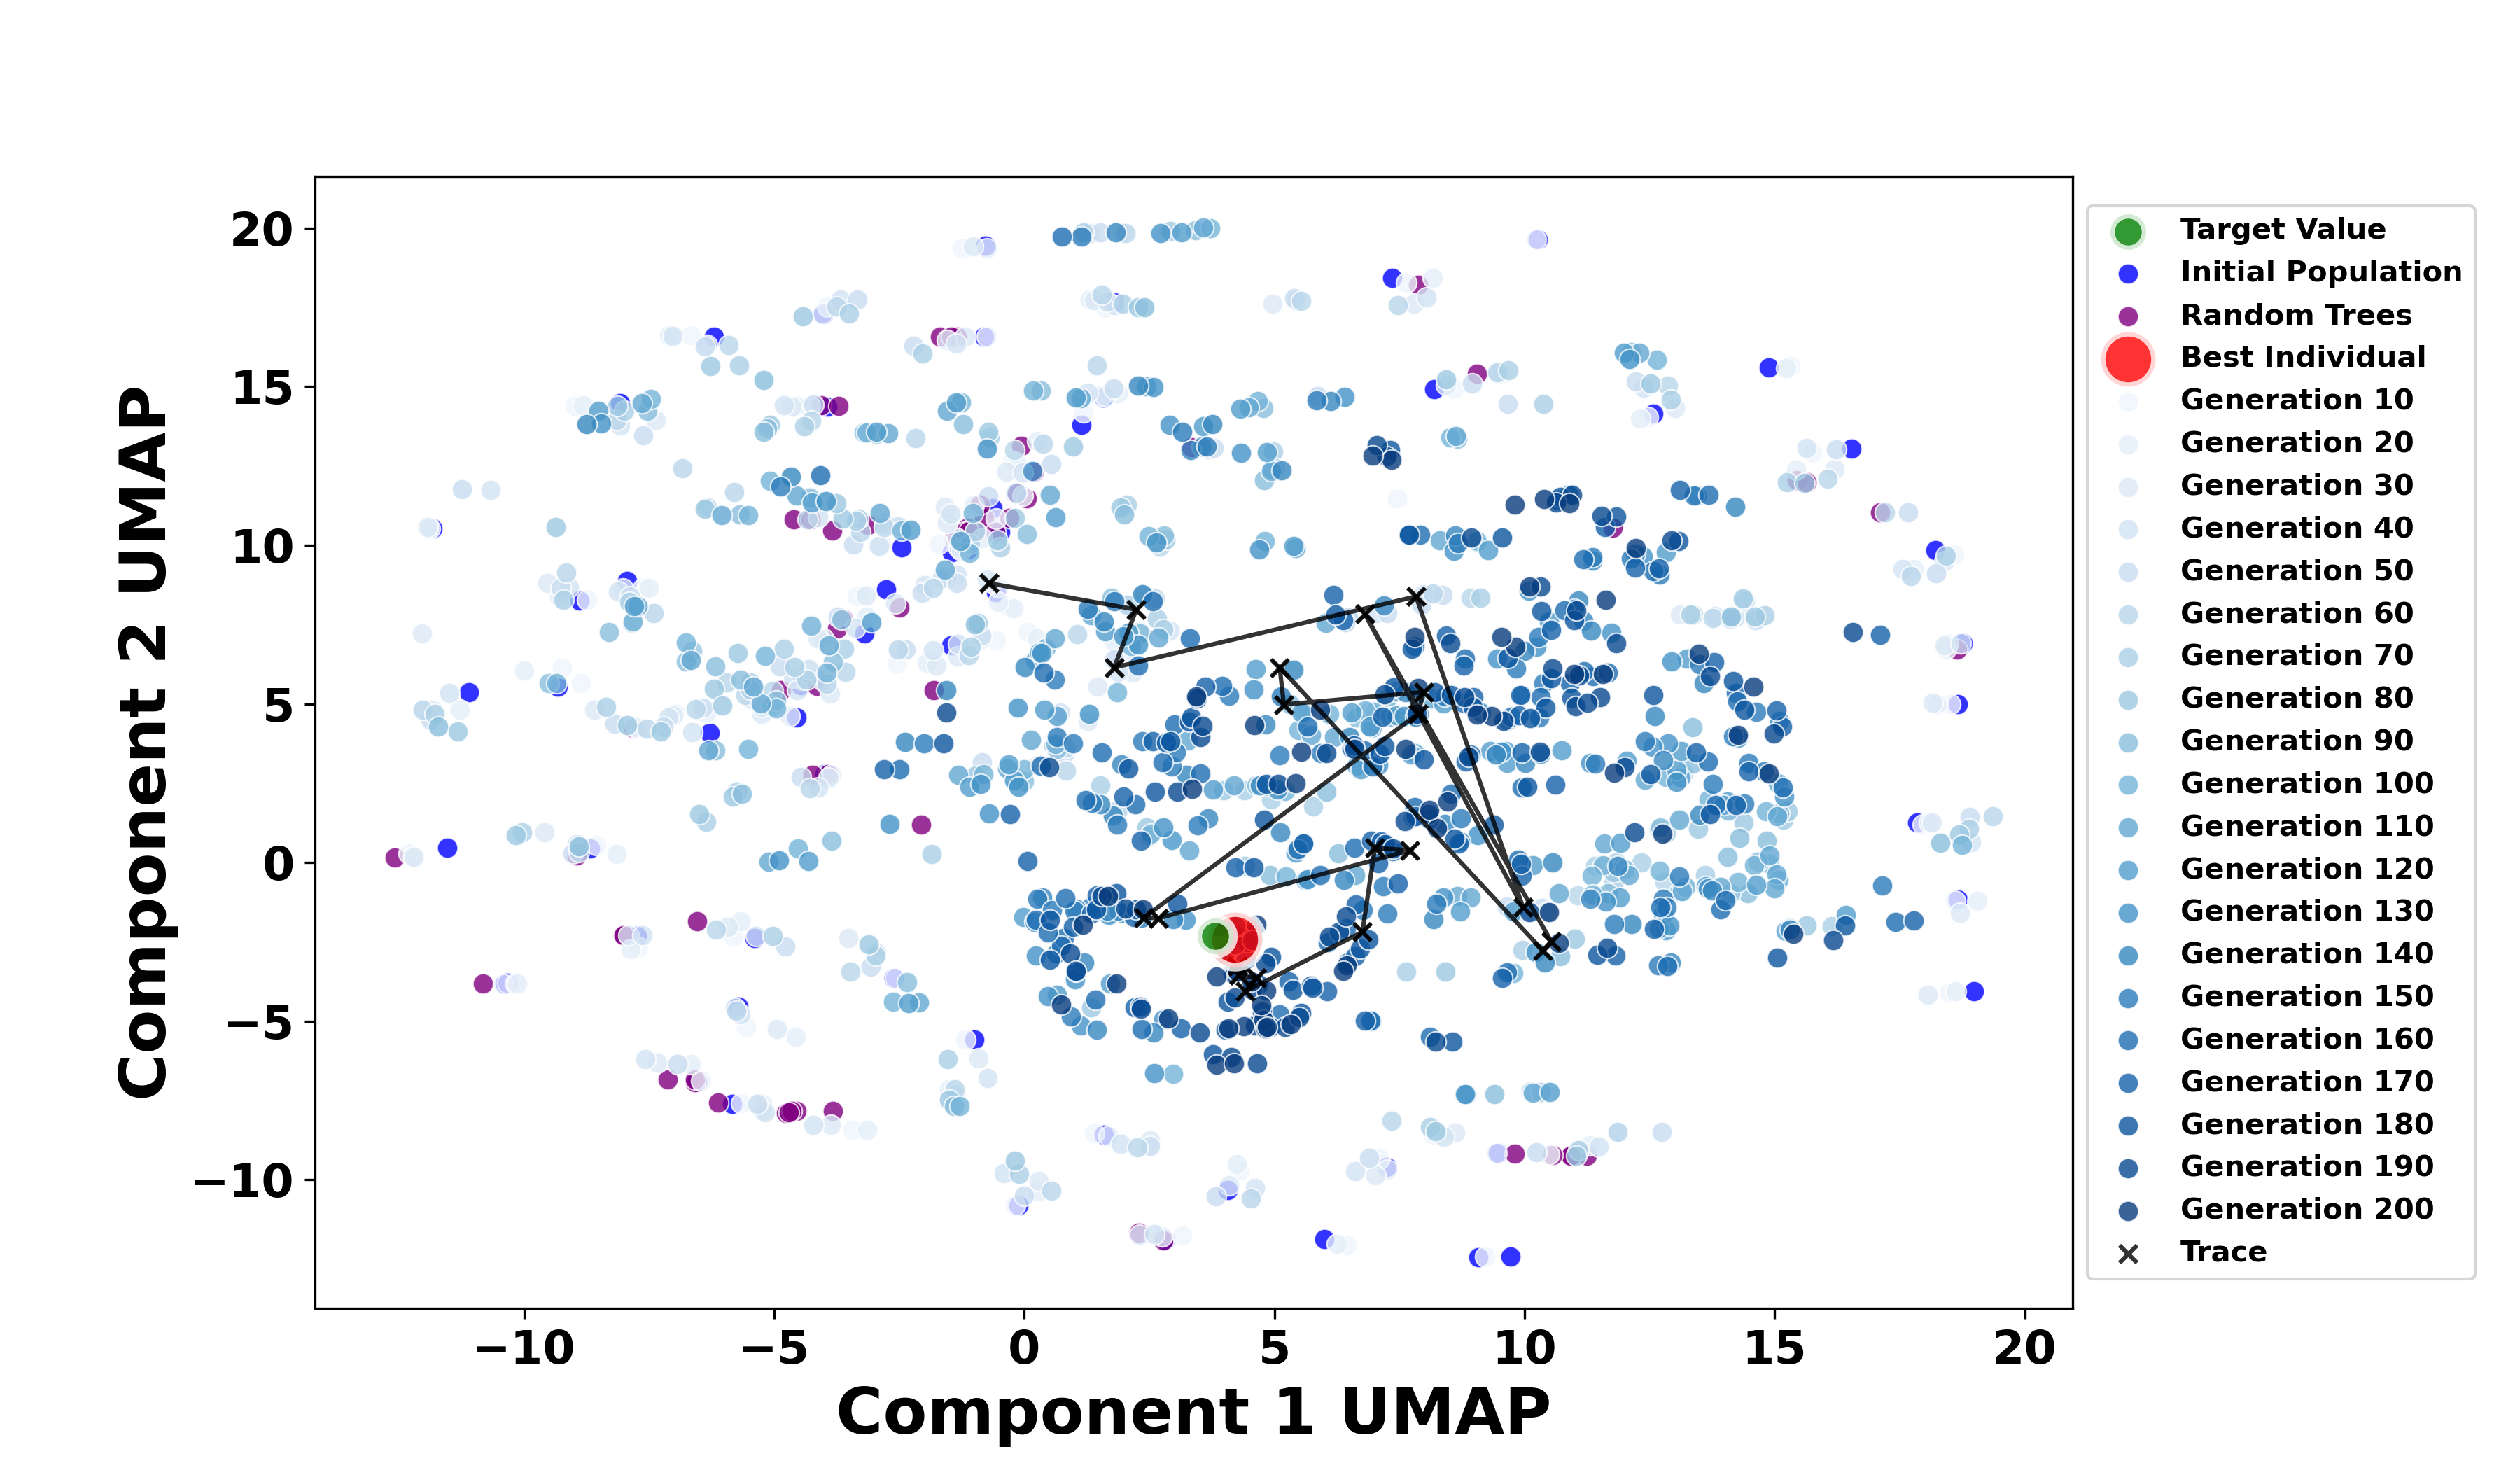 20
15
10
5
0
−5
−10
Component 2 UMAP
−10
−5
0
5
10
15
20
Component 1 UMAP
Target Value
Initial Population
Random Trees
Best Individual
Generation 10
Generation 20
Generation 30
Generation 40
Generation 50
Generation 60
Generation 70
Generation 80
Generation 90
Generation 100
Generation 110
Generation 120
Generation 130
Generation 140
Generation 150
Generation 160
Generation 170
Generation 180
Generation 190
Generation 200
Trace